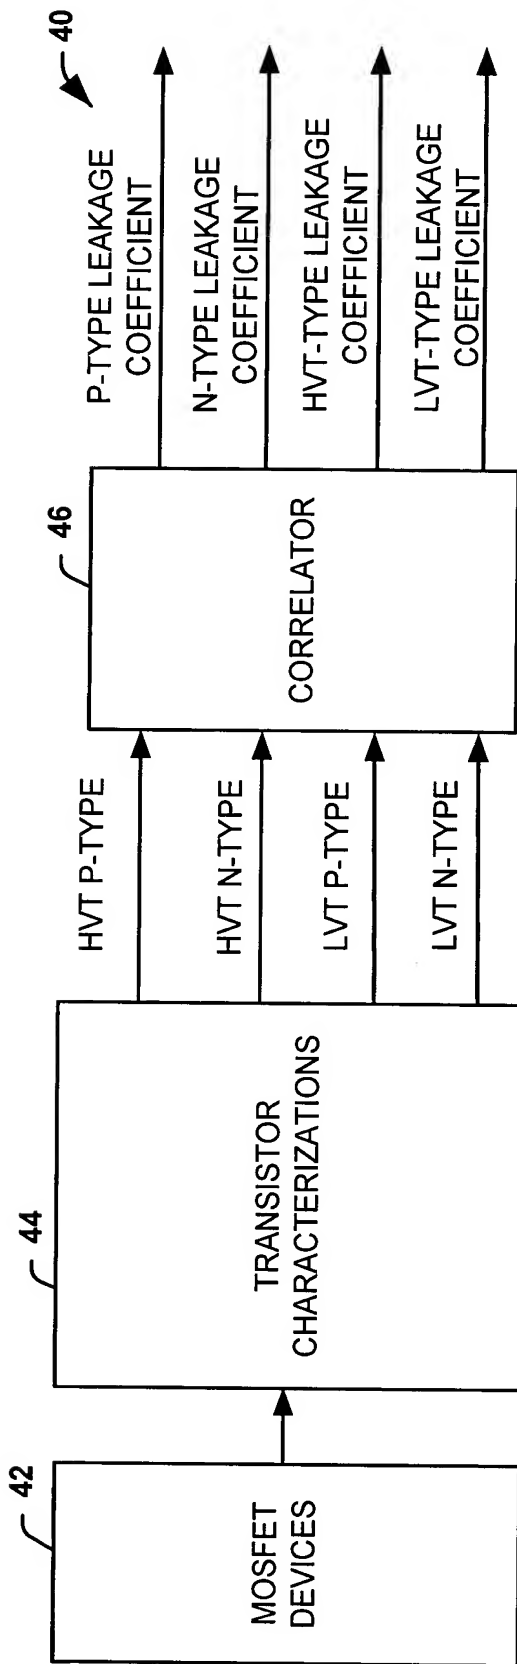 40
42
MOSFET
DEVICES
44
TRANSISTOR
CHARACTERIZATIONS
HVT P-TYPE
HVT N-TYPE
LVT P-TYPE
LVT N-TYPE
46
CORRELATOR
P-TYPE LEAKAGE
COEFFICIENT
N-TYPE LEAKAGE
COEFFICIENT
HVT-TYPE LEAKAGE
COEFFICIENT
LVT-TYPE LEAKAGE
COEFFICIENT